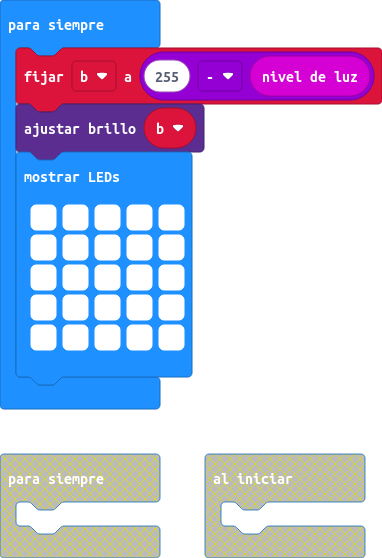 para siempre
fijar b a 255 - nivel de luz
ajustar brillo b
mostrar LEDs
para siempre al iniciar